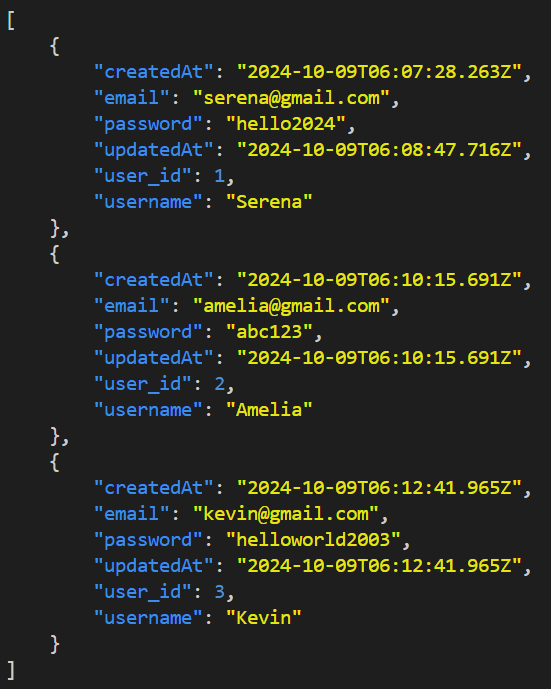 [
    {
        "createdAt": "2024-10-09T06:07:28.263Z",
        "email": "serena@gmail.com",
        "password": "hello2024",
        "updatedAt": "2024-10-09T06:08:47.716Z",
        "user_id": 1,
        "username": "Serena"
    },
    {
        "createdAt": "2024-10-09T06:10:15.691Z",
        "email": "amelia@gmail.com",
        "password": "abc123",
        "updatedAt": "2024-10-09T06:10:15.691Z",
        "user_id": 2,
        "username": "Amelia"
    },
    {
        "createdAt": "2024-10-09T06:12:41.965Z",
        "email": "kevin@gmail.com",
        "password": "helloworld2003",
        "updatedAt": "2024-10-09T06:12:41.965Z",
        "user_id": 3,
        "username": "Kevin"
    }
]